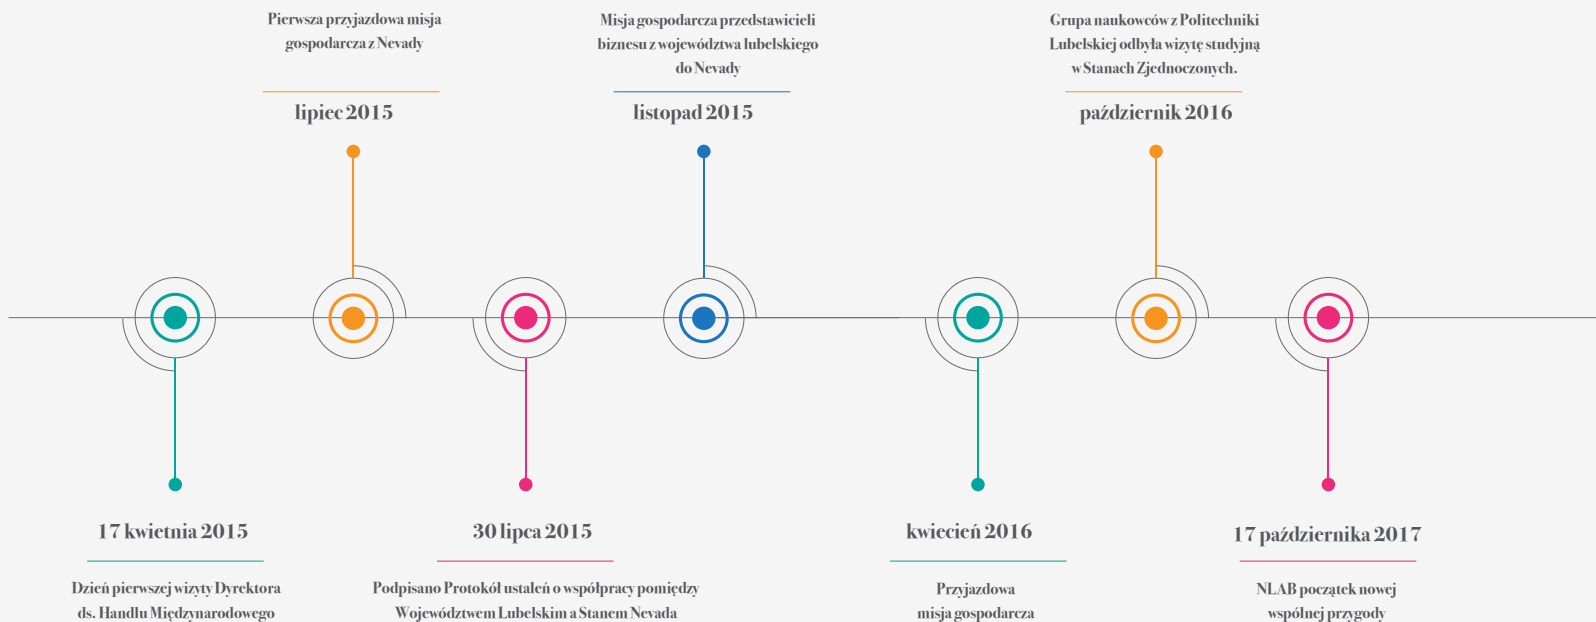 Pierwsza przyjazdowa misja
gospodarcza z Nevady
lipiec 2015
Misja gospodarcza przedstawicieli
biznesu z województwa lubelskiego
do Nevady
listopad 2015
Grupa naukowców z Politechniki
Lubelskiej odbyła wizytę studyjną
w Stanach Zjednoczonych.
październik 2016
17 kwietnia 2015
Dzień pierwszej wizyty Dyrektora
ds. Handlu Międzynarodowego
30 lipca 2015
Podpisano Protokół ustaleń o współpracy pomiędzy
Województwem Lubelskim a Stanem Nevada
kwiecień 2016
Przyjazdowa
misja gospodarcza
17 października 2017
NLAB początek nowej
wspólnej przygody